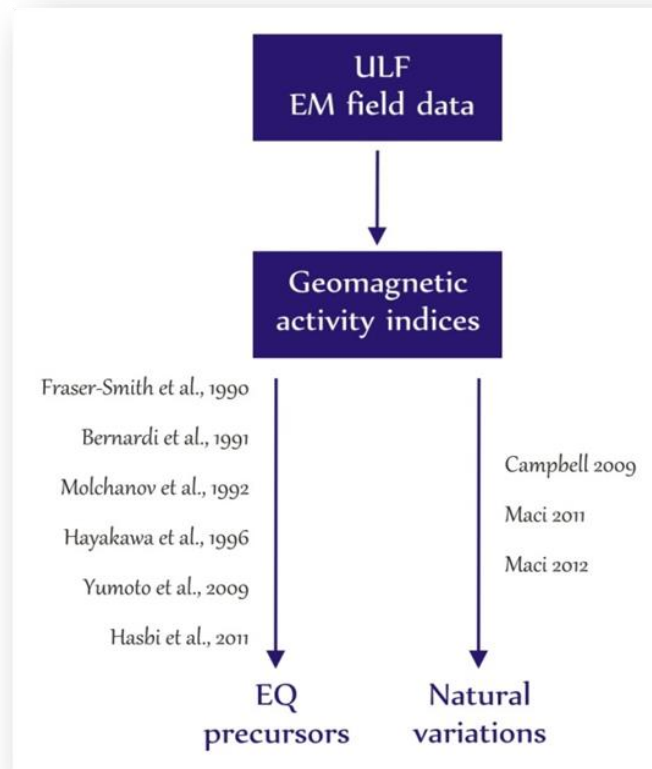 ULF
EM field data
Geomagnetic
activity indices
Fraser-Smith et al., 1990
Bernardi et al., 1991
Molchanov et al., 1992
Hayakawa et al., 1996
Yumoto et al., 2009
Hasbi et al., 2011
Campbell 2009
Maci 2011
Maci 2012
EQ
precursors
Natural
variations